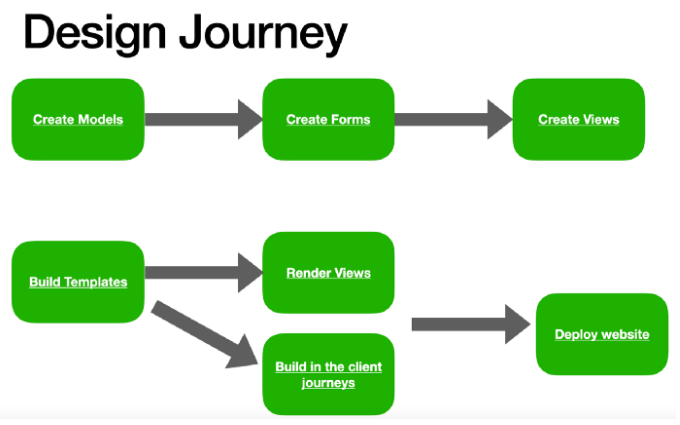 Design Journey
Create Models
Create Forms
Create Views
Build Templates
Render Views
Build in the client
journeys
Deploy website